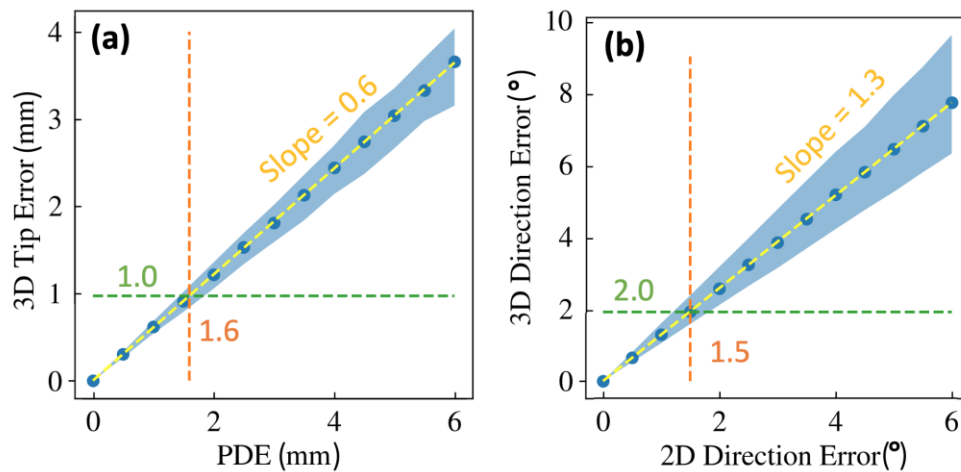 (a)
4
3
2
1
0
3D Tip Error (mm)
Slope = 0.6
1.0
1.6
0 2 4 6
PDE (mm)
(b)
10
8
6
4
2
0
3D Direction Error(°)
Slope = 1.3
2.0
1.5
0 2 4 6
2D Direction Error(°)